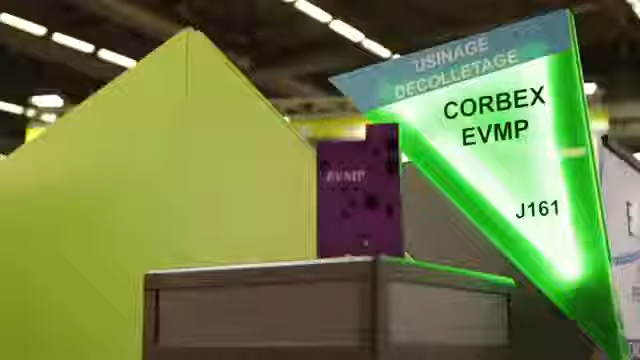 USINAGE
DECOLLETAGE
CORBEX
EVMP
J161
EVMP